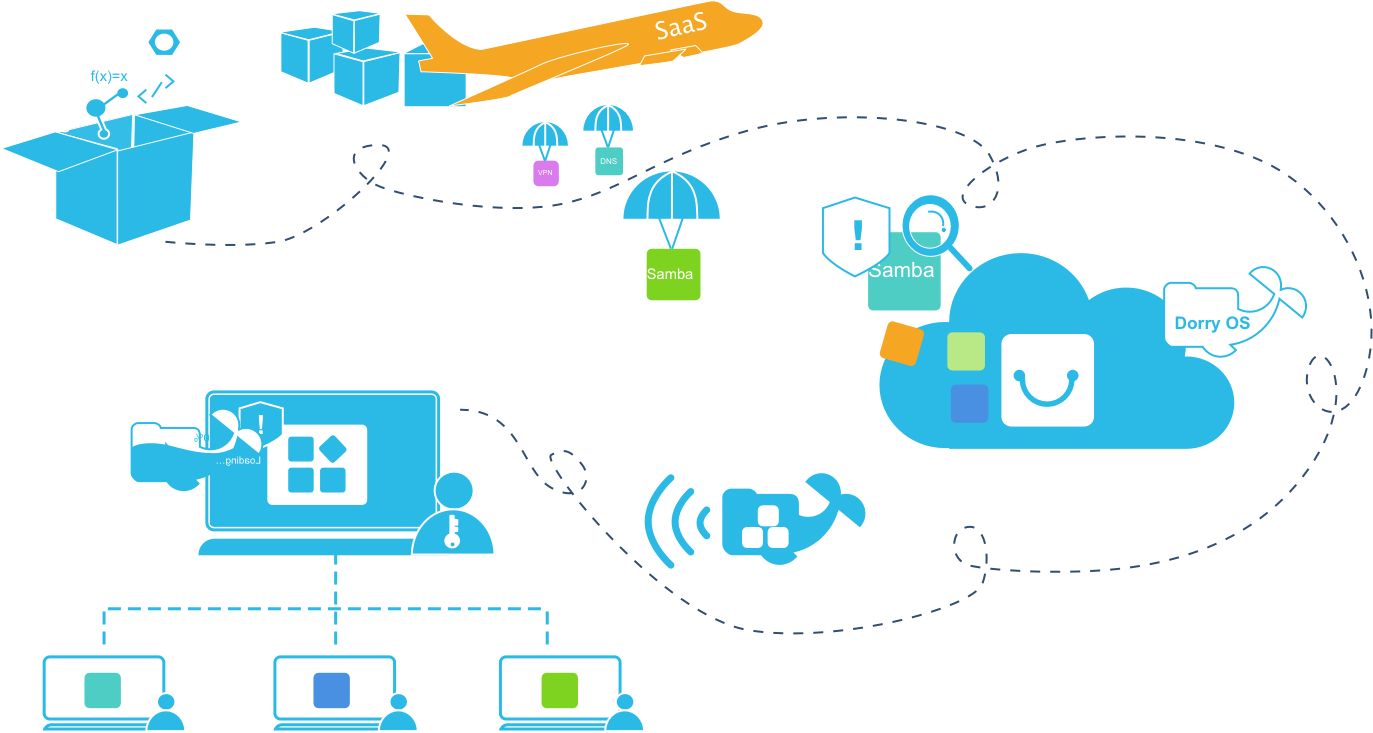 SaaS
f(x)=x
</>
DNS
VPN
!
Samba
Samba
Dorry OS
!
Loading...